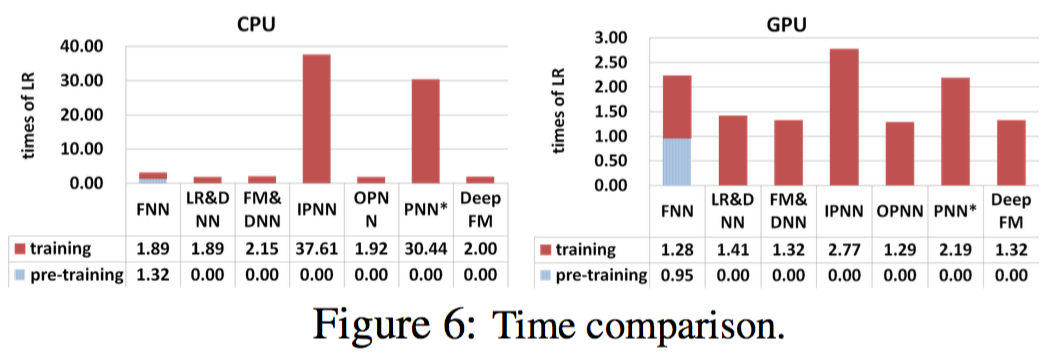 CPU
times of LR
40.00
30.00
20.00
10.00
0.00
FNN LR&D NN FM& DNN IPNN OPN N PNN* Deep FM
training 1.89 1.89 2.15 37.61 1.92 30.44 2.00
pre-training 1.32 0.00 0.00 0.00 0.00 0.00 0.00
GPU
times of LR
3.00
2.50
2.00
1.50
1.00
0.50
0.00
FNN LR&D NN FM& DNN IPNN OPNN PNN* Deep FM
training 1.28 1.41 1.32 2.77 1.29 2.19 1.32
pre-training 0.95 0.00 0.00 0.00 0.00 0.00 0.00
Figure 6: Time comparison.